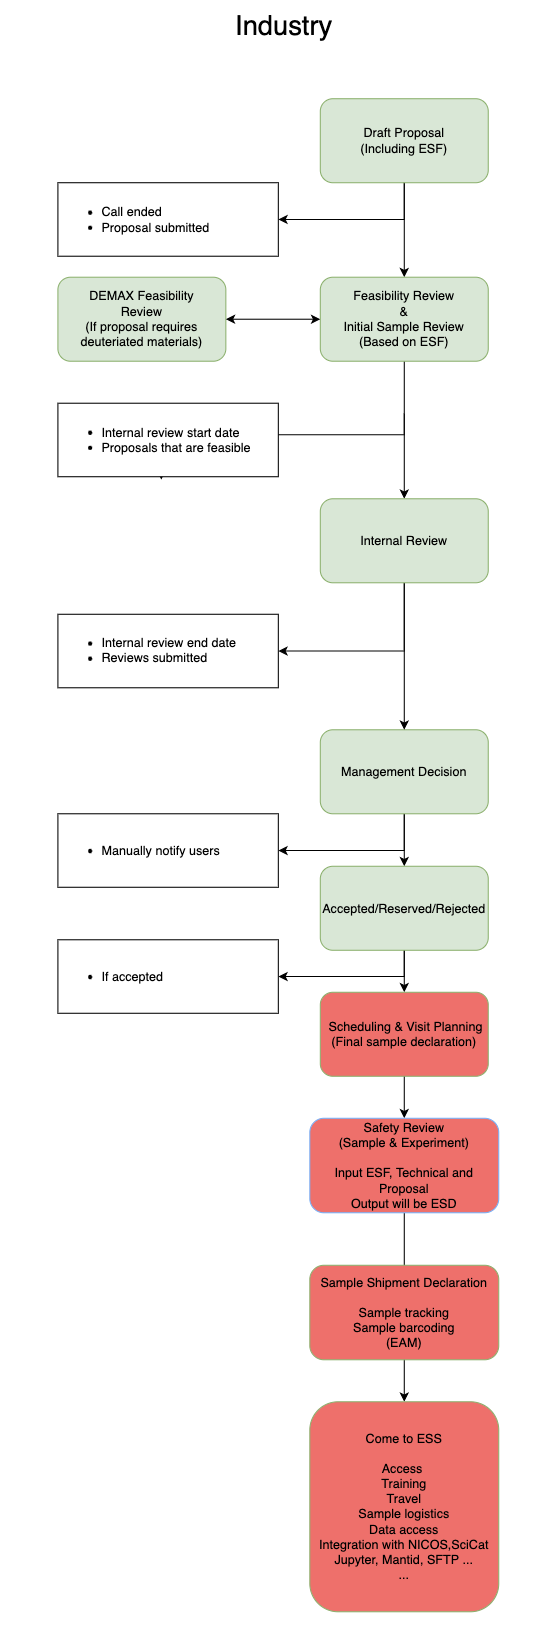 Industry
Draft Proposal
(Including ESF)
• Call ended
• Proposal submitted
DEMAX Feasibility
Review
(If proposal requires
deuteriated materials)
Feasibility Review
&
Initial Sample Review
(Based on ESF)
• Internal review start date
• Proposals that are feasible
Internal Review
• Internal review end date
• Reviews submitted
Management Decision
• Manually notify users
Accepted/Reserved/Rejected
• If accepted
Scheduling & Visit Planning
(Final sample declaration)
Safety Review
(Sample & Experiment)
Input ESF, Technical and
Proposal
Output will be ESD
Sample Shipment Declaration
Sample tracking
Sample barcoding
(EAM)
Come to ESS
Access
Training
Travel
Sample logistics
Data access
Integration with NICOS,SciCat
Jupyter, Mantid, SFTP ...
...